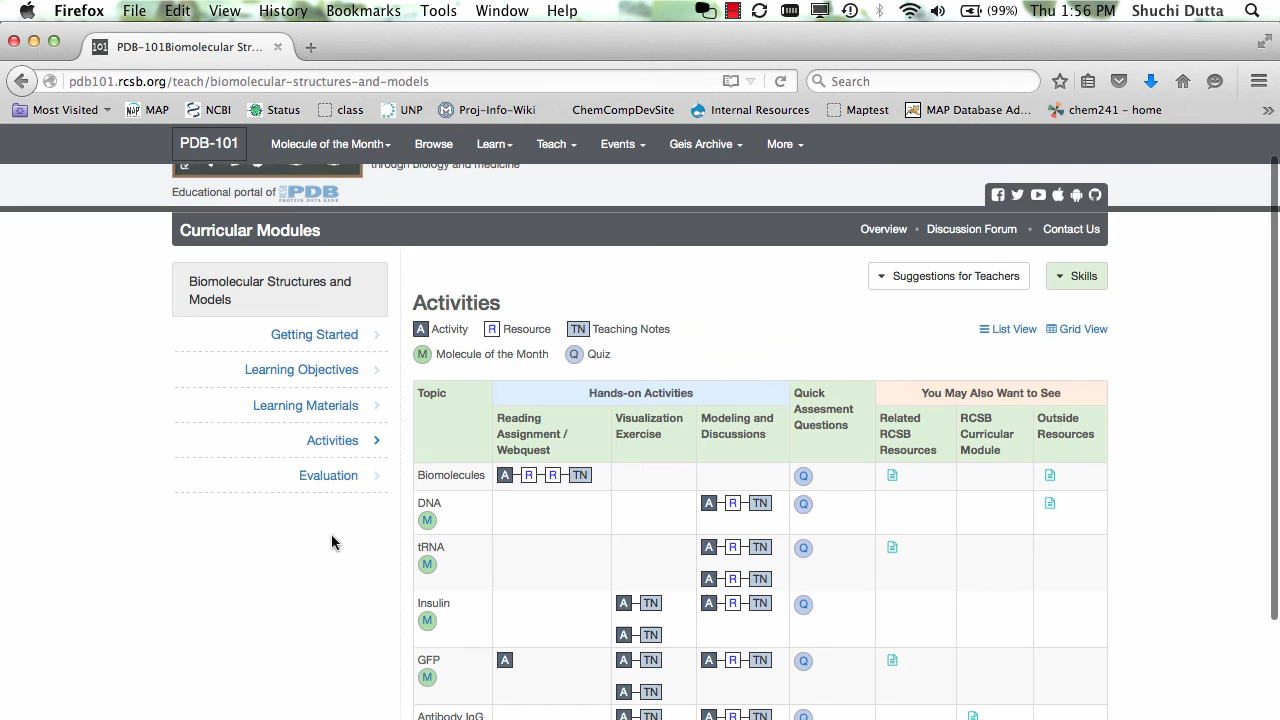 Firefox File Edit View History Bookmarks Tools Window Help (99%) Thu 1:56 PM Shuchi Dutta
101 PDB-101Biomolecular Str... × +
pdb101.rcsb.org/teach/biomolecular-structures-and-models Search
Most Visited MAP NCBI Status class UNP Proj-Info-Wiki ChemCompDevSite Internal Resources Maptest MAP Database Ad... chem241 - home »
PDB-101 Molecule of the Month Browse Learn Teach Events Geis Archive More
through biology and medicine
Educational portal of PDB
PROTEIN DATA BANK
Curricular Modules Overview • Discussion Forum • Contact Us
Biomolecular Structures and
Models
Getting Started
Learning Objectives
Learning Materials
Activities
Evaluation
Suggestions for Teachers Skills
Activities
A Activity R Resource TN Teaching Notes List View Grid View
M Molecule of the Month Q Quiz
Topic Hands-on Activities Quick
Assesment
Questions You May Also Want to See
Reading
Assignment /
Webquest
Visualization
Exercise
Modeling and
Discussions
Related
RCSB
Resources
RCSB
Curricular
Module
Outside
Resources
Biomolecules A R R TN Q
DNA A R TN Q
M
tRNA A R TN Q
M
A R TN
Insulin A TN A R TN Q
M
A TN
GFP A A TN A R TN Q
M
A TN
Antibody IgG A TN A R TN Q